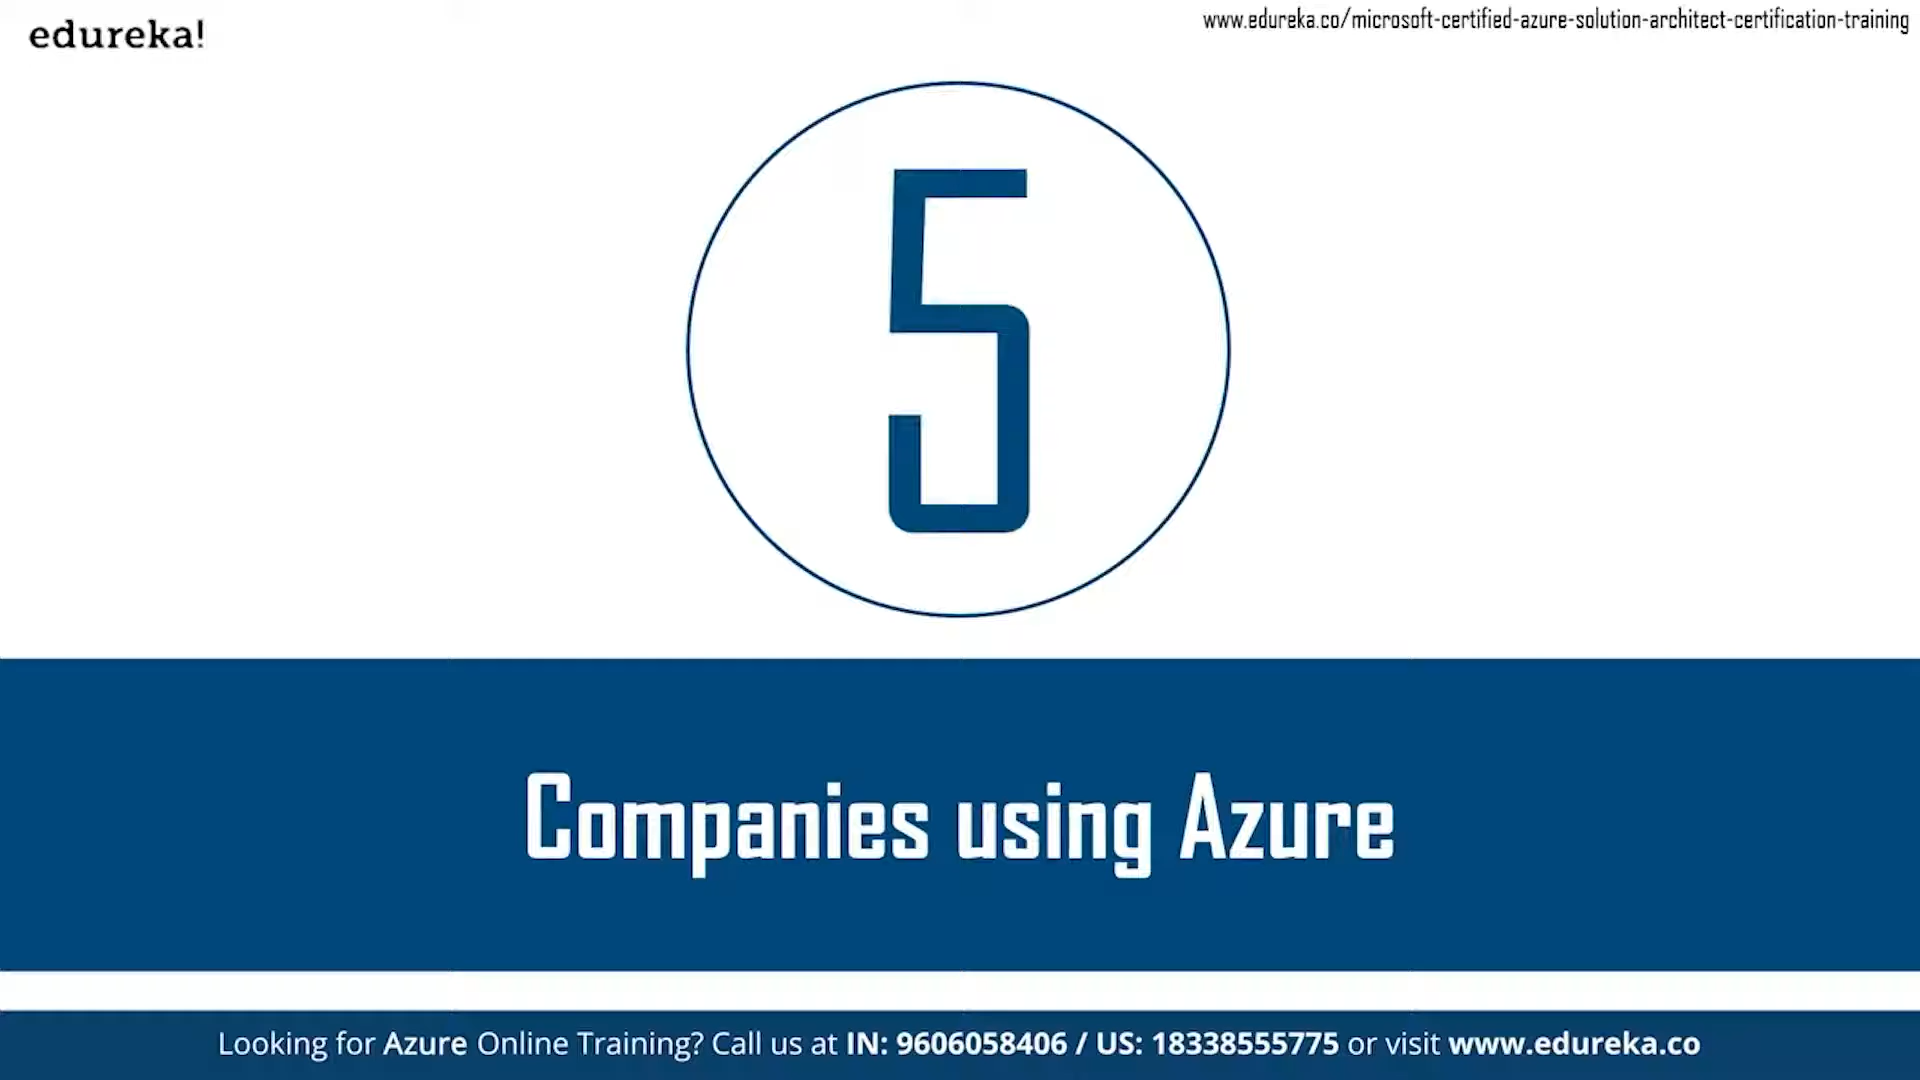 edureka!
www.edureka.co/microsoft-certified-azure-solution-architect-certification-training
5
Companies using Azure
Looking for Azure Online Training? Call us at IN: 9606058406 / US: 18338555775 or visit www.edureka.co